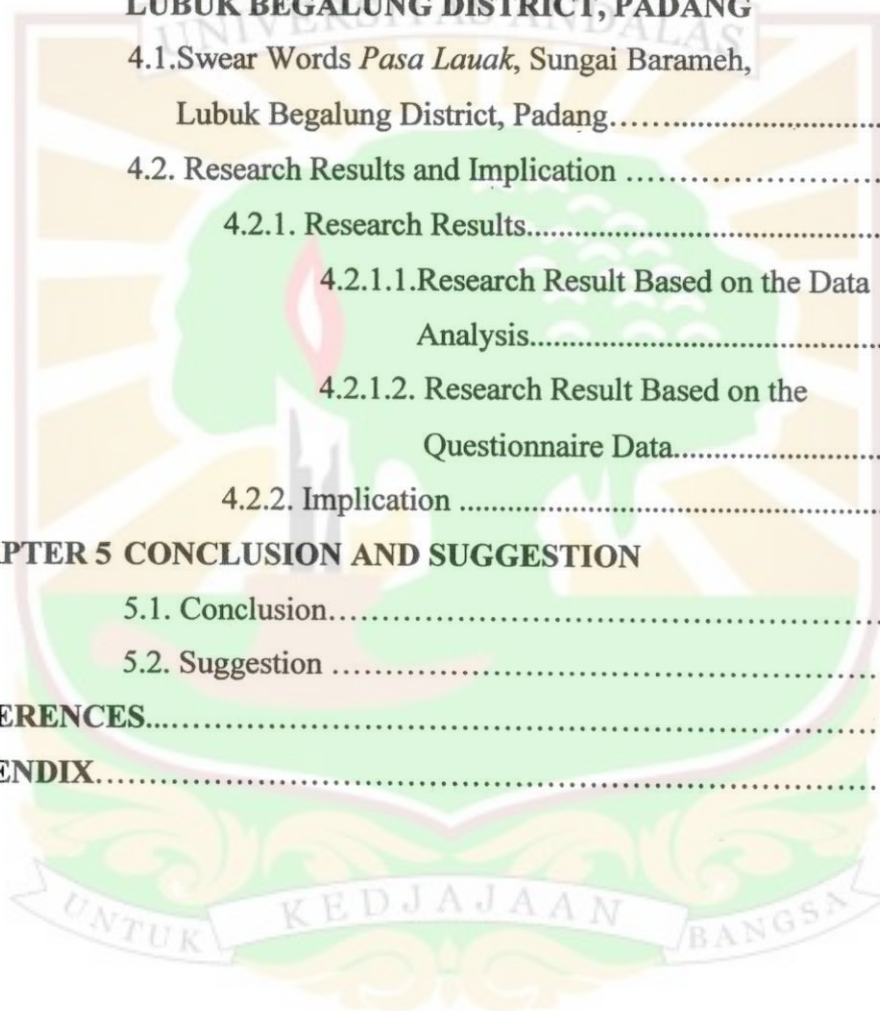 LUBUK BEGALUNG DISTRICT, PADANG
4.1.Swear Words Pasa Lauak, Sungai Barameh,
Lubuk Begalung District, Padang..............................
4.2. Research Results and Implication ........................
4.2.1. Research Results..........................................
4.2.1.1.Research Result Based on the Data
Analysis..........................................
4.2.1.2. Research Result Based on the
Questionnaire Data........................
4.2.2. Implication ..................................................
PTER 5 CONCLUSION AND SUGGESTION
5.1. Conclusion......................................................
5.2. Suggestion ......................................................
ERENCES..............................................................
ENDIX....................................................................
UNTUK KEDJAJAAN BANGSA